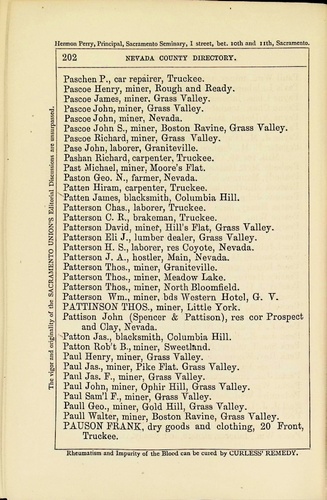 Hermon Perry, Principal, Sacramento Seminary, I street, bet. 10th and 11th, Sacramento.
202 NEVADA COUNTY DIRECTORY.
Paschen P., car repairer, Truckee.
Pascoe Henry, miner, Rough and Ready.
Pascoe James, miner. Grass Valley.
Pascoe John, miner, Grass Valley.
Pascoe John, miner, Nevada.
Pascoe John S., miner, Boston Ravine, Grass Valley.
Pascoe Richard, miner, Grass Valley.
Pase John, laborer, Graniteville.
Pashan Richard, carpenter, Truckee.
Past Michael, miner, Moore's Flat.
Paston Geo. N., farmer, Nevada.
Patten Hiram, carpenter, Truckee.
Patten James, blacksmith, Columbia Hill.
Patterson Chas., laborer, Truckee.
Patterson C. R., brakeman, Truckee.
Patterson David, miner, Hill's Flat, Grass Valley.
Patterson Eli J., lumber dealer, Grass Valley.
Patterson H. S., laborer, res Coyote, Nevada.
Patterson J. A., hostler, Main, Nevada.
Patterson Thos., miner, Graniteville.
Patterson Thos., miner, Meadow Lake.
Patterson Thos., miner, North Bloomfield.
Patterson Wm., miner, bds Western Hotel, G. V.
PATTINSON THOS., miner, Little York.
Pattison John (Spencer & Pattison), res cor Prospect
and Clay, Nevada.
Patton Jas., blacksmith, Columbia Hill.
Patton Rob't B., miner, Sweetland.
Paul Henry, miner, Grass Valley.
Paul Jas., miner, Pike Flat. Grass Valley.
Paul Jas. F., miner, Grass Valley.
Paul John, miner, Ophir Hill, Grass Valley.
Paul Sam'l F., miner, Grass Valley.
Paull Geo., miner, Gold Hill, Grass Valley.
Paull Walter, miner, Boston Ravine, Grass Valley.
PAUSON FRANK, dry goods and clothing, 20 Front,
Truckee.
Rheumatism and Impurity of the Blood can be cured by CURLESS' REMEDY.
The vigor and originality of the SACRAMENTO UNION'S Editorial Discussions are unsurpassed.